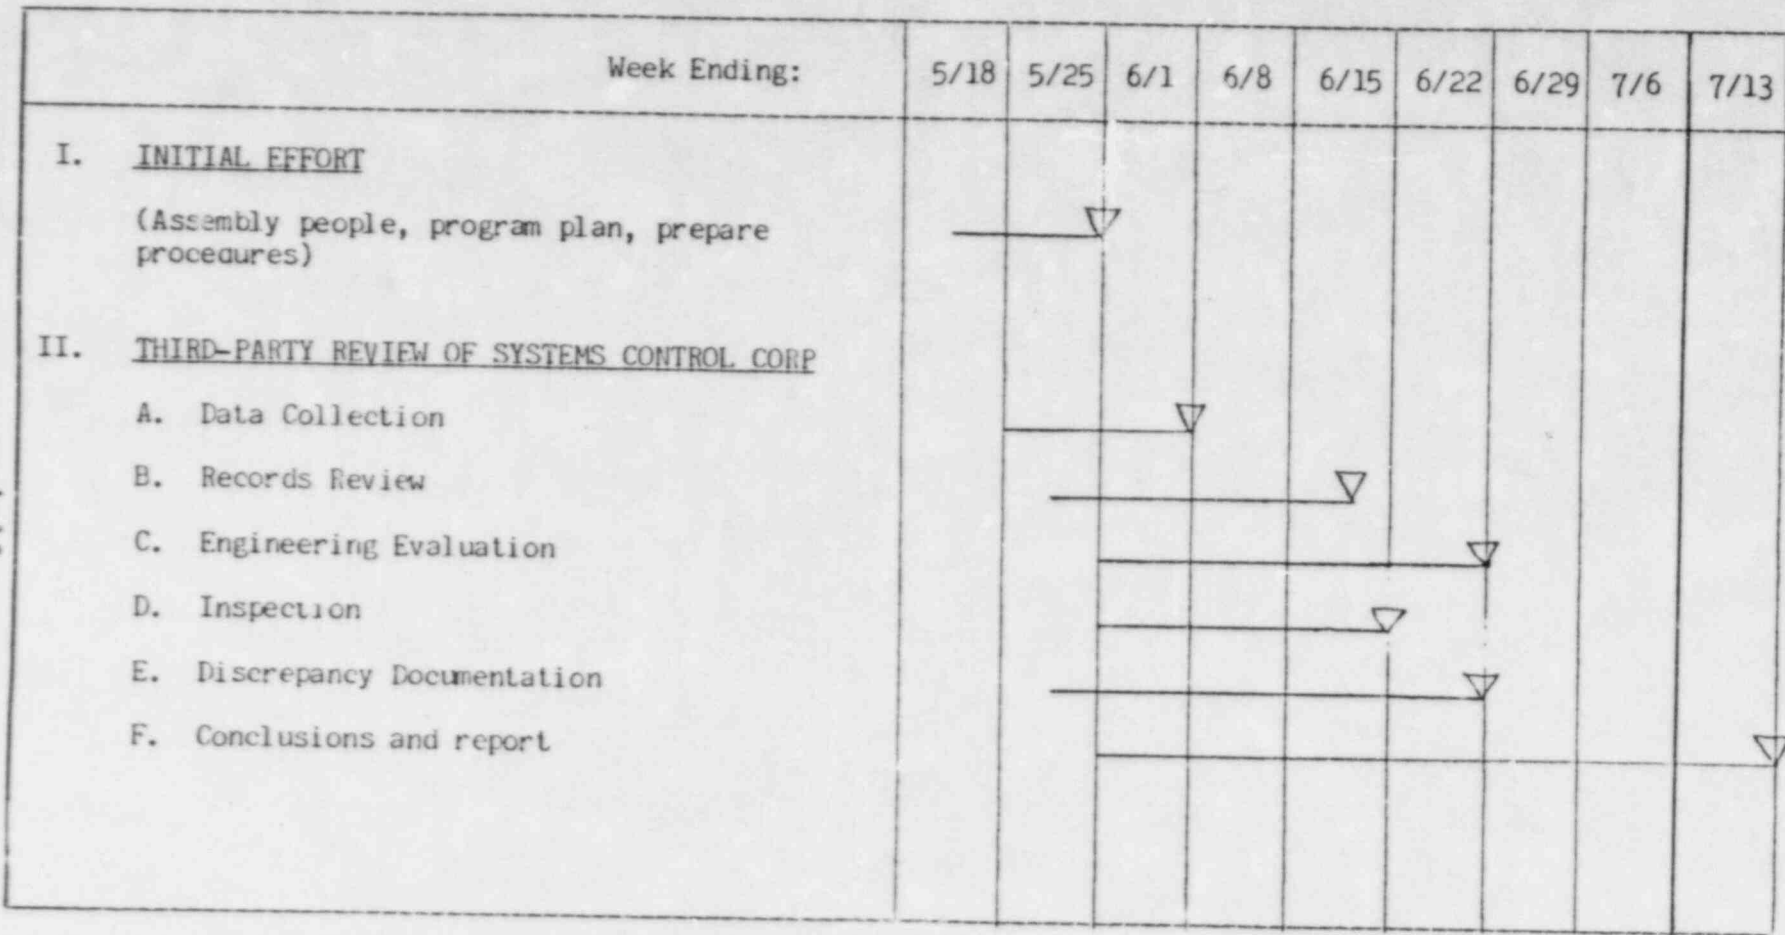 Week Ending: 5/18 5/25 6/1 6/8 6/15 6/22 6/29 7/6 7/13
I. INITIAL EFFORT
(Assembly people, program plan, prepare
procedures)
II. THIRD-PARTY REVIEW OF SYSTEMS CONTROL CORP
A. Data Collection
B. Records Review
C. Engineering Evaluation
D. Inspection
E. Discrepancy Documentation
F. Conclusions and report